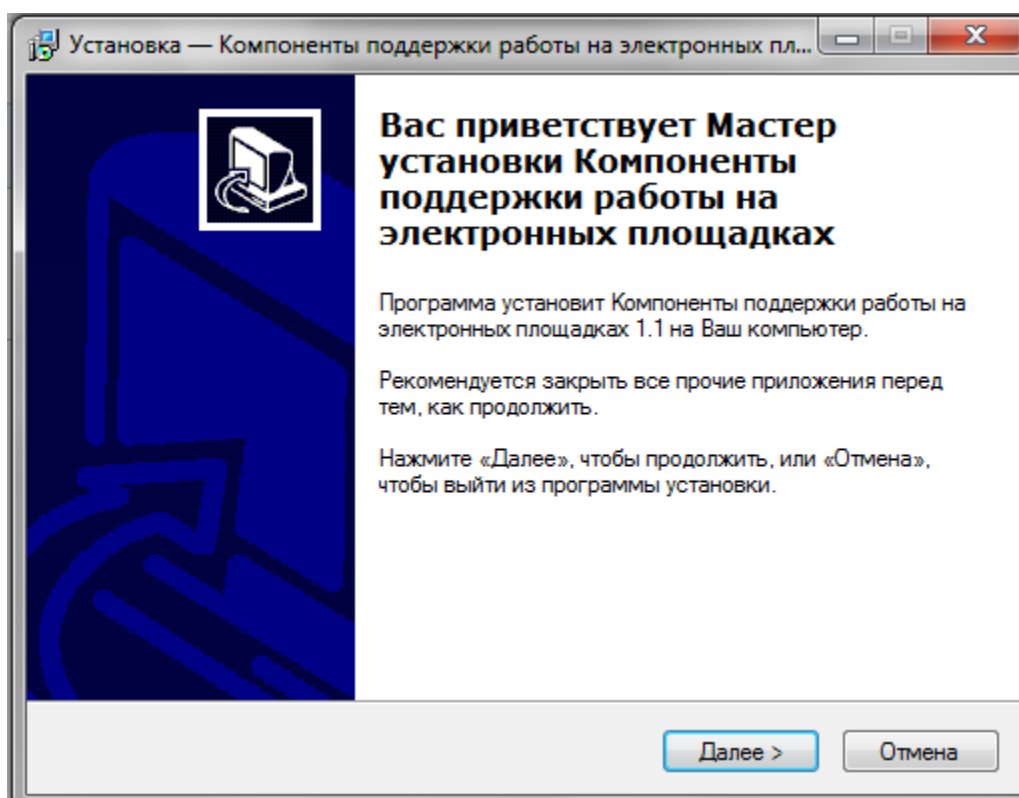 Установка — Компоненты поддержки работы на электронных пл...
Вас приветствует Мастер
установки Компоненты
поддержки работы на
электронных площадках
Программа установит Компоненты поддержки работы на
электронных площадках 1.1 на Ваш компьютер.
Рекомендуется закрыть все прочие приложения перед
тем, как продолжить.
Нажмите «Далее», чтобы продолжить, или «Отмена»,
чтобы выйти из программы установки.
Далее >
Отмена